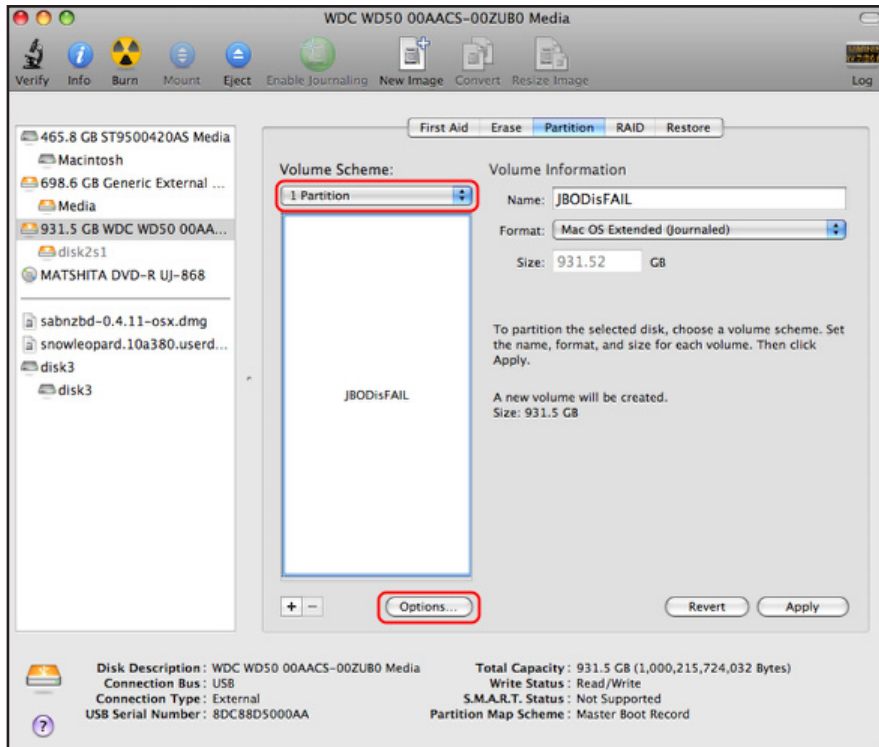 WDC WD50 00AACS-00ZUB0 Media
Verify Info Burn Mount Eject Enable Journaling New Image Convert Resize Image Log
465.8 GB ST9500420AS Media
Macintosh
698.6 GB Generic External ...
Media
931.5 GB WDC WD50 00AA...
disk2s1
MATSHITA DVD-R UJ-868
sabnzbd-0.4.11-osx.dmg
snowleopard.10a380.userd...
disk3
disk3
First Aid Erase Partition RAID Restore
Volume Scheme:
1 Partition
JBODisFAIL
+ −
Options...
Volume Information
Name: JBODisFAIL
Format: Mac OS Extended (Journaled)
Size: 931.52 GB
To partition the selected disk, choose a volume scheme. Set
the name, format, and size for each volume. Then click
Apply.
A new volume will be created.
Size: 931.5 GB
Revert Apply
Disk Description : WDC WD50 00AACS-00ZUB0 Media
Connection Bus : USB
Connection Type : External
USB Serial Number : 8DC88D5000AA
Total Capacity : 931.5 GB (1,000,215,724,032 Bytes)
Write Status : Read/Write
S.M.A.R.T. Status : Not Supported
Partition Map Scheme : Master Boot Record
?